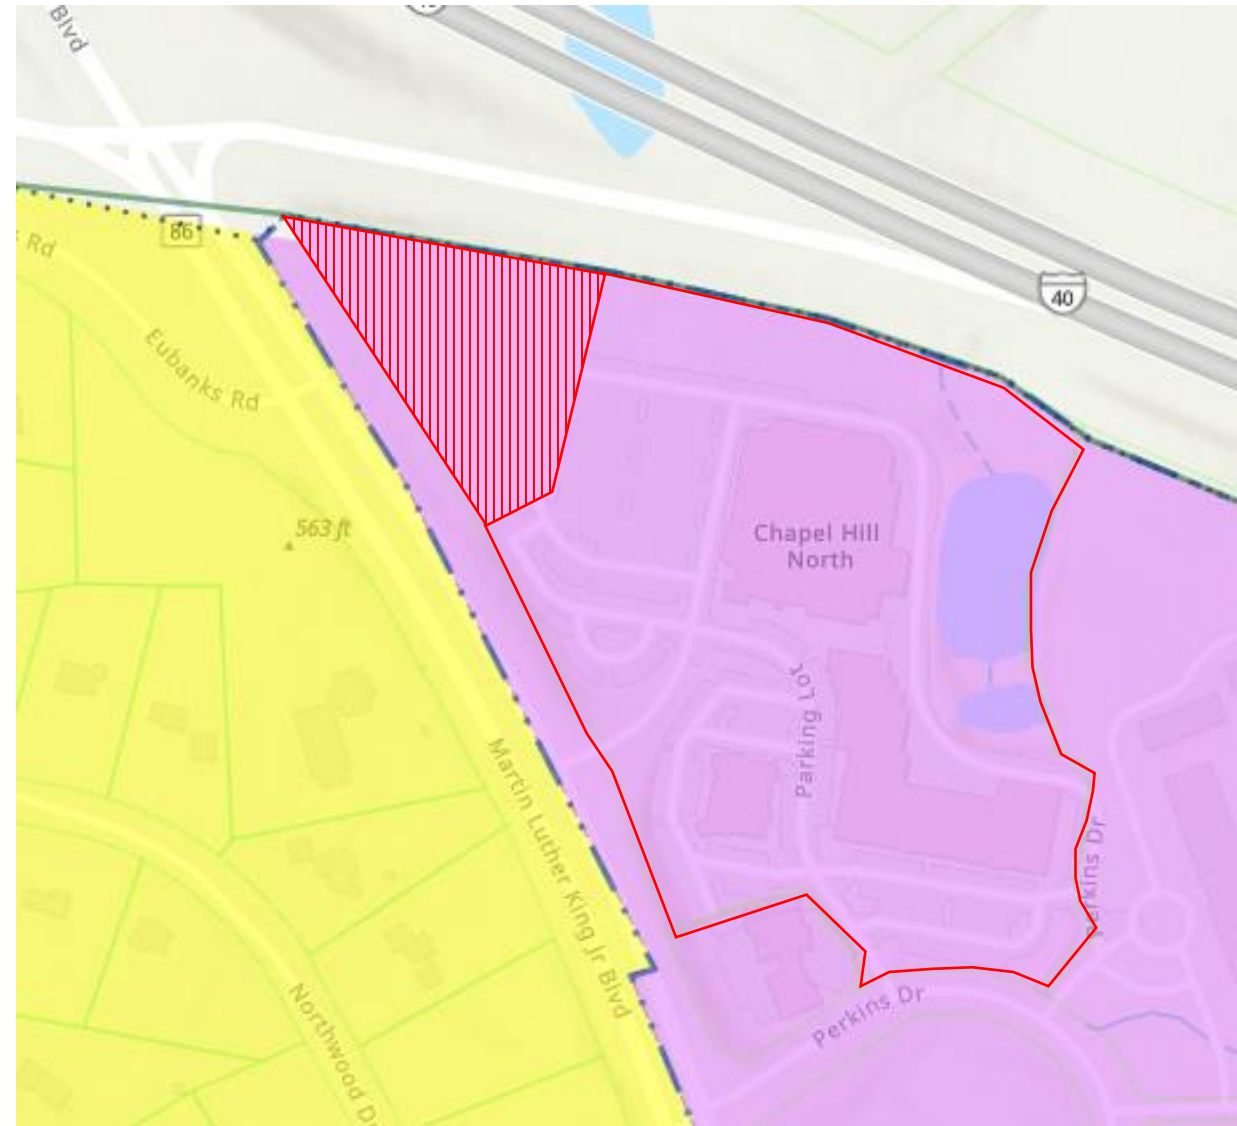 Blvd
86
Rd
40
Eubanks Rd
563 ft
Chapel Hill
North
Parking Lot
Martin Luther King Jr Blvd
Perkins Dr
Perkins Dr
Northwood Dr